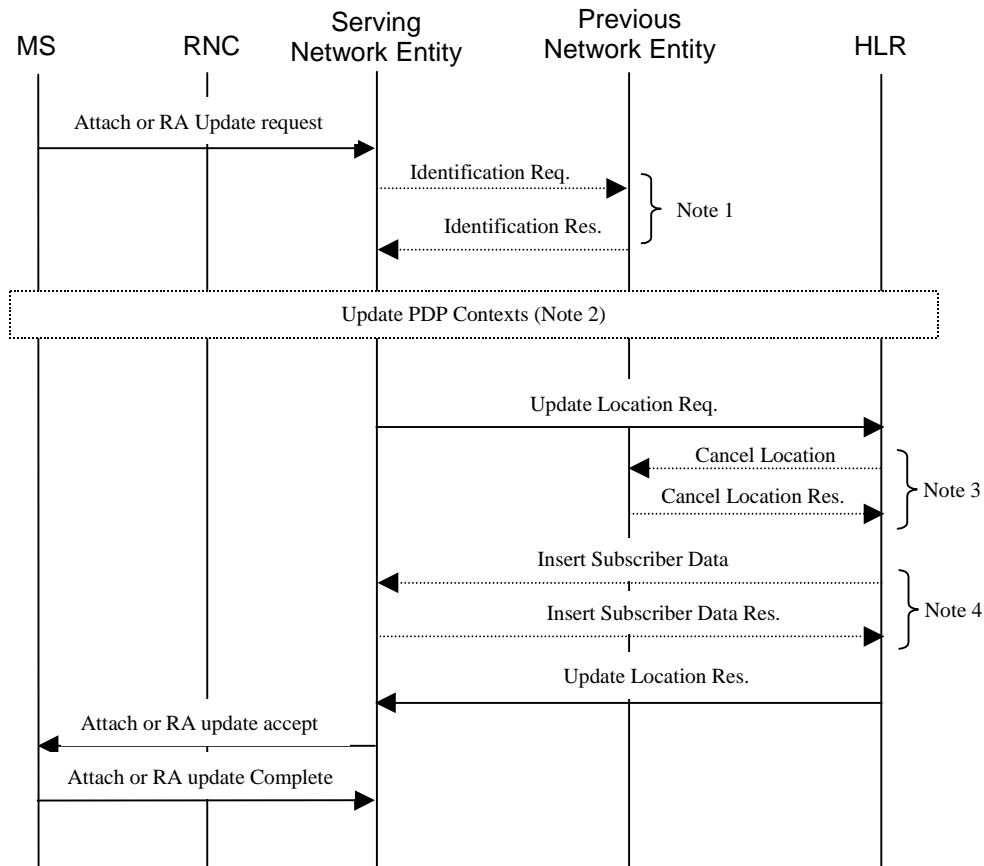 MS
RNC
Serving
Network Entity
Previous
Network Entity
HLR
Attach or RA Update request
Identification Req.
Note 1
Identification Res.
Update PDP Contexts (Note 2)
Update Location Req.
Cancel Location
Note 3
Cancel Location Res.
Insert Subscriber Data
Note 4
Insert Subscriber Data Res.
Update Location Res.
Attach or RA update accept
Attach or RA update Complete